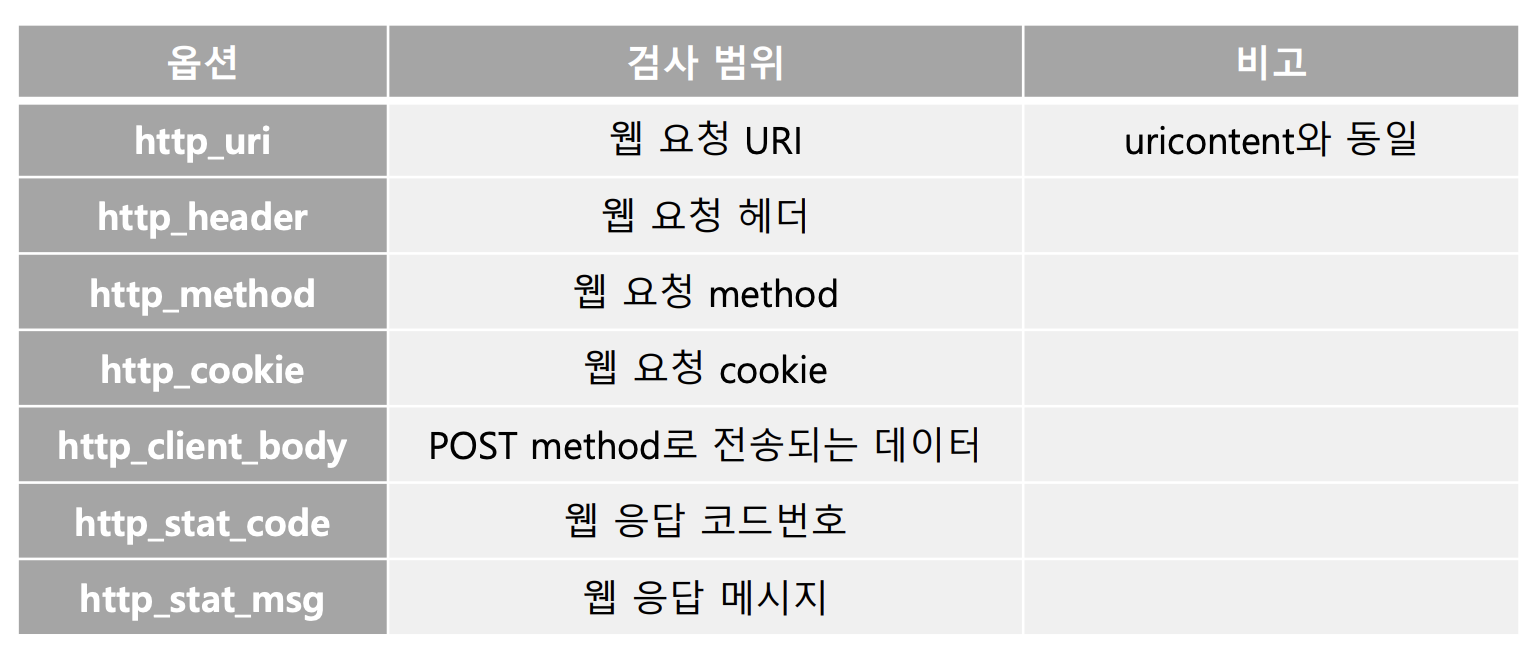 옵션 검사 범위 비고
http_uri 웹 요청 URI uricontent와 동일
http_header 웹 요청 헤더
http_method 웹 요청 method
http_cookie 웹 요청 cookie
http_client_body POST method로 전송되는 데이터
http_stat_code 웹 응답 코드번호
http_stat_msg 웹 응답 메시지